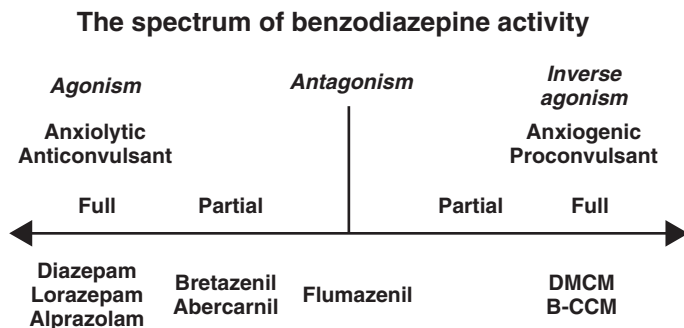 The spectrum of benzodiazepine activity
Agonism
Antagonism
Inverse
agonism
Anxiolytic
Anticonvulsant
Anxiogenic
Proconvulsant
Full
Partial
Partial
Full
Diazepam
Lorazepam
Alprazolam
Bretazenil
Abercarnil
Flumazenil
DMCM
B-CCM